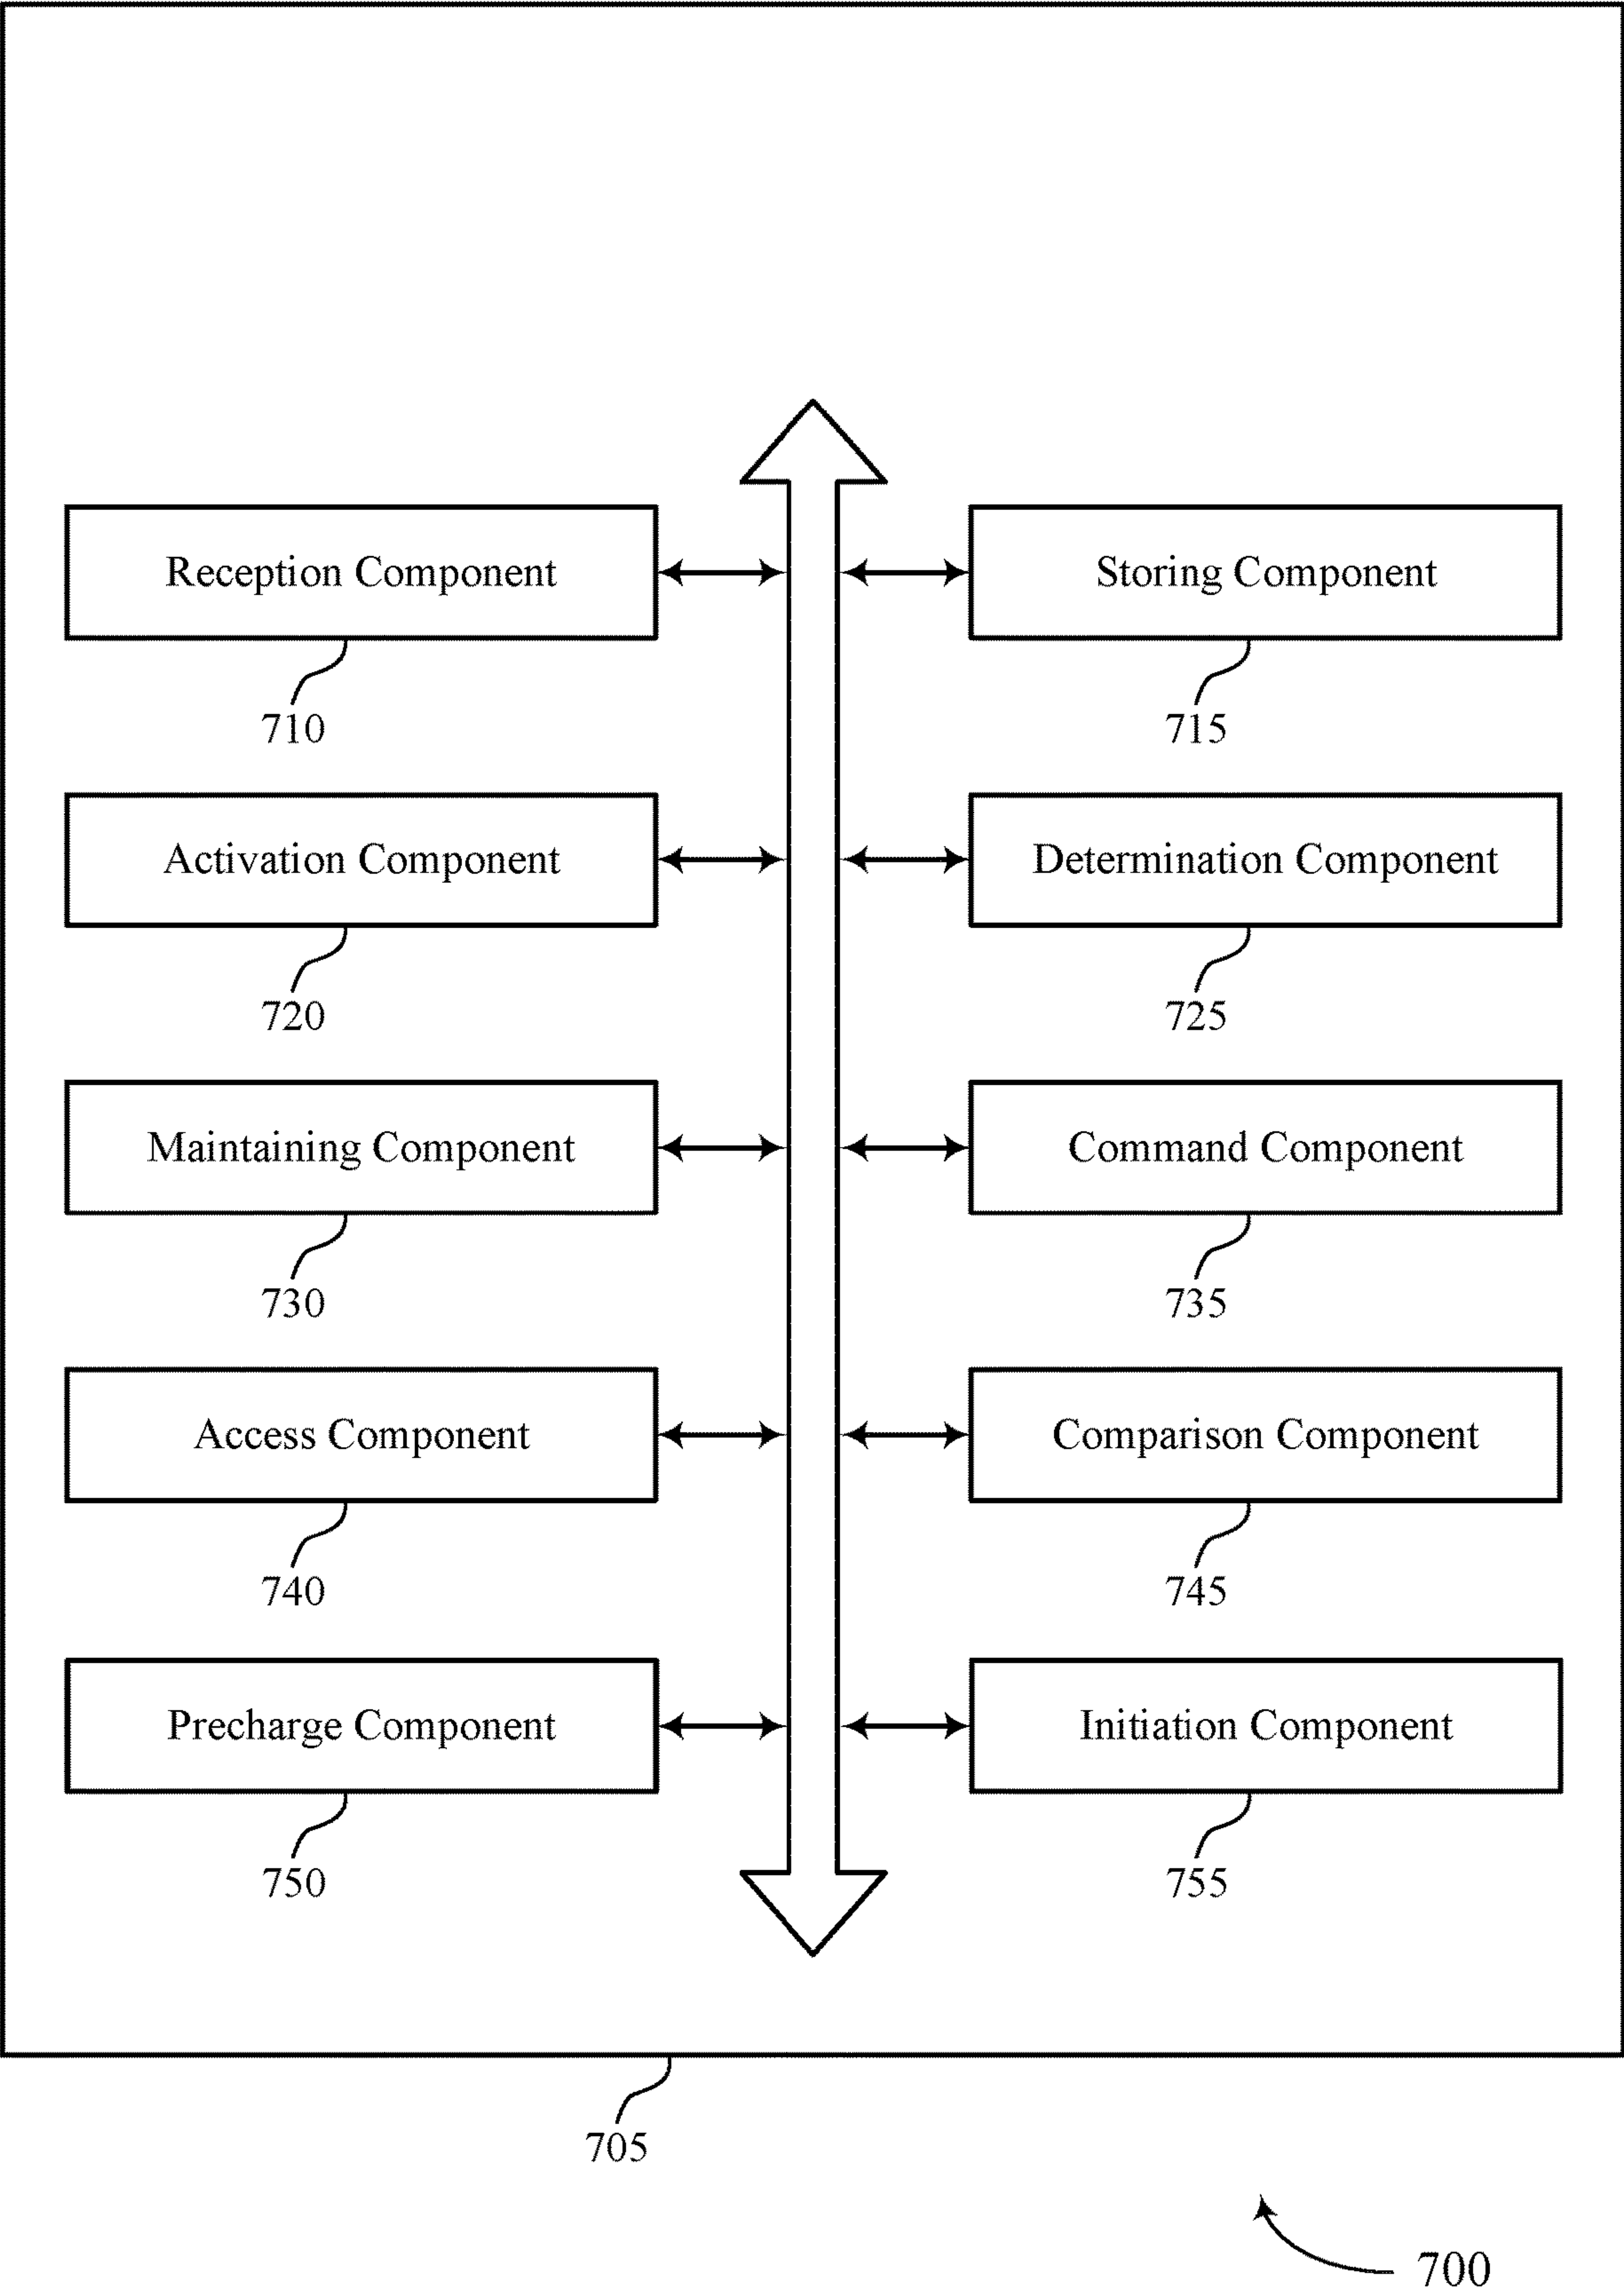 Reception Component
Storing Component
710
715
Activation Component
Determination Component
720
725
Maintaining Component
Command Component
730
735
Access Component
Comparison Component
740
745
Precharge Component
Initiation Component
750
755
705
700